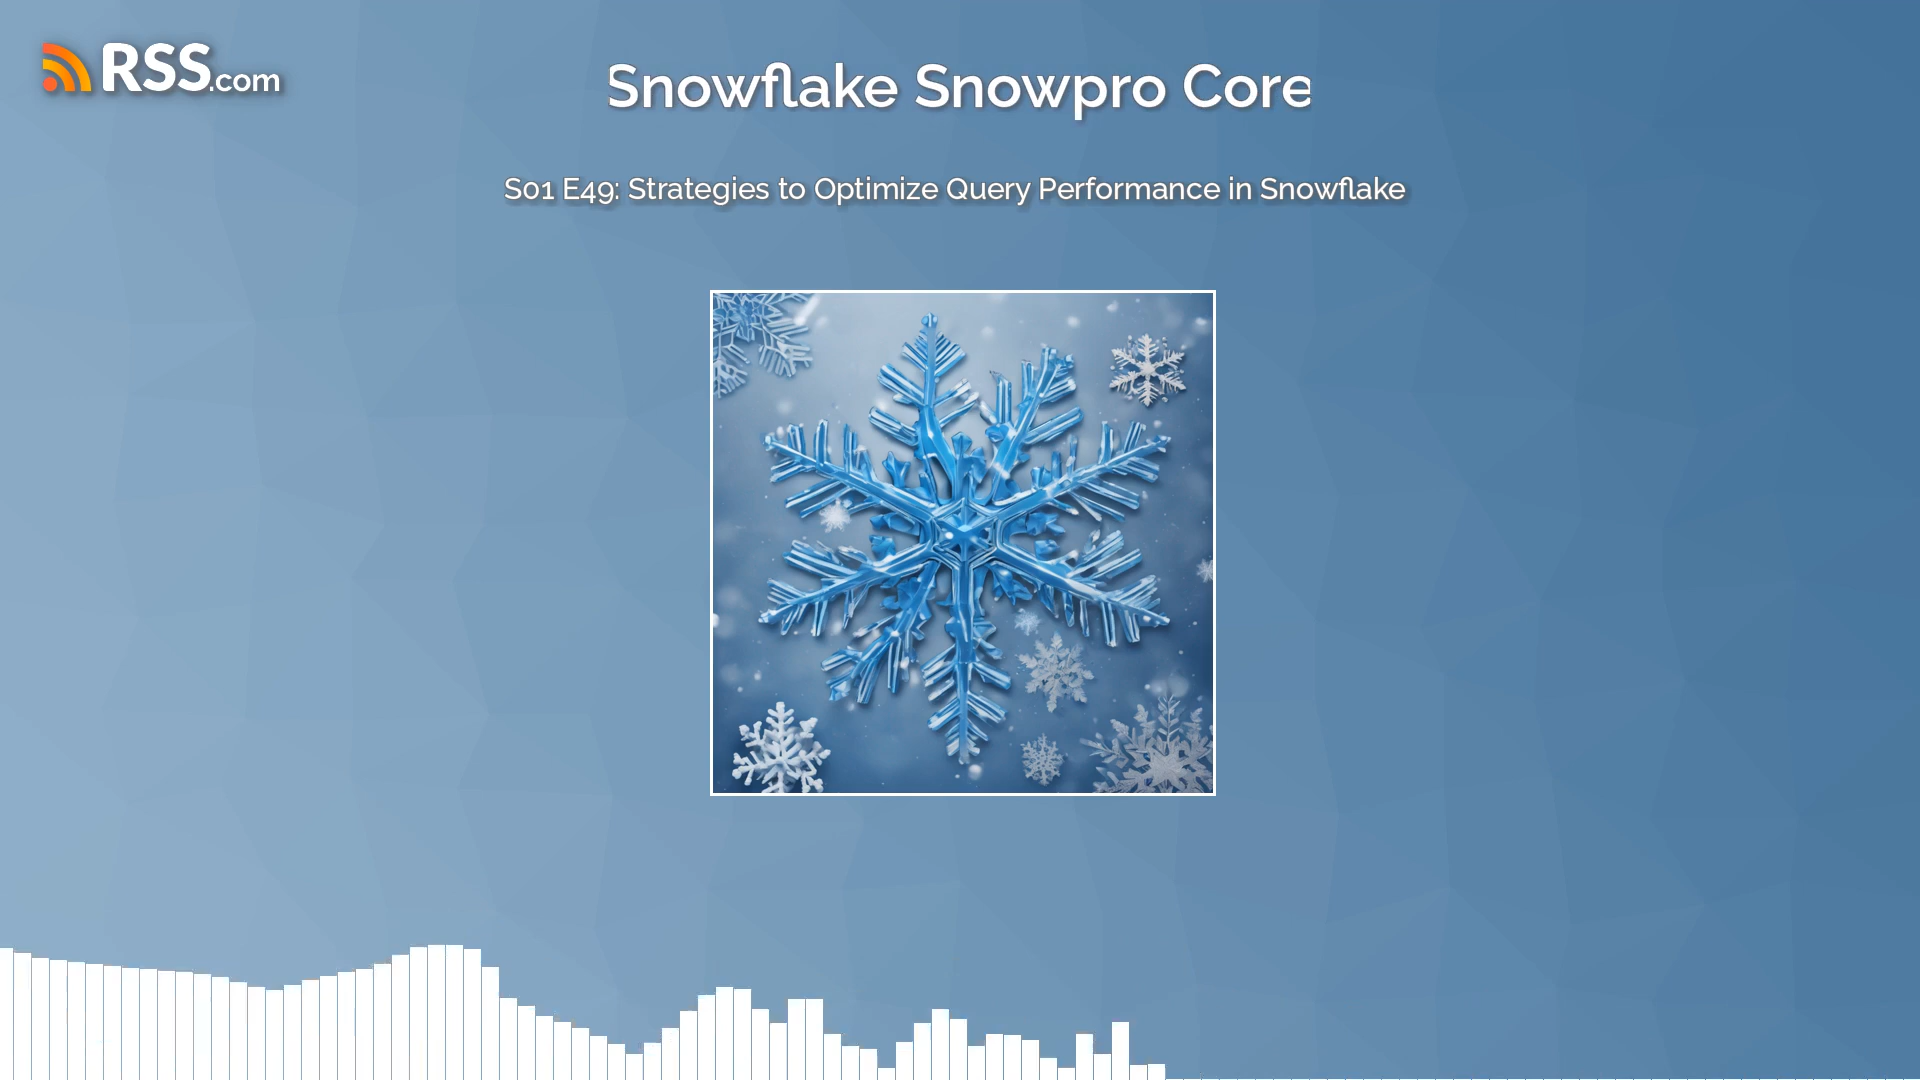 RSS.com
Snowflake Snowpro Core
S01 E49: Strategies to Optimize Query Performance in Snowflake